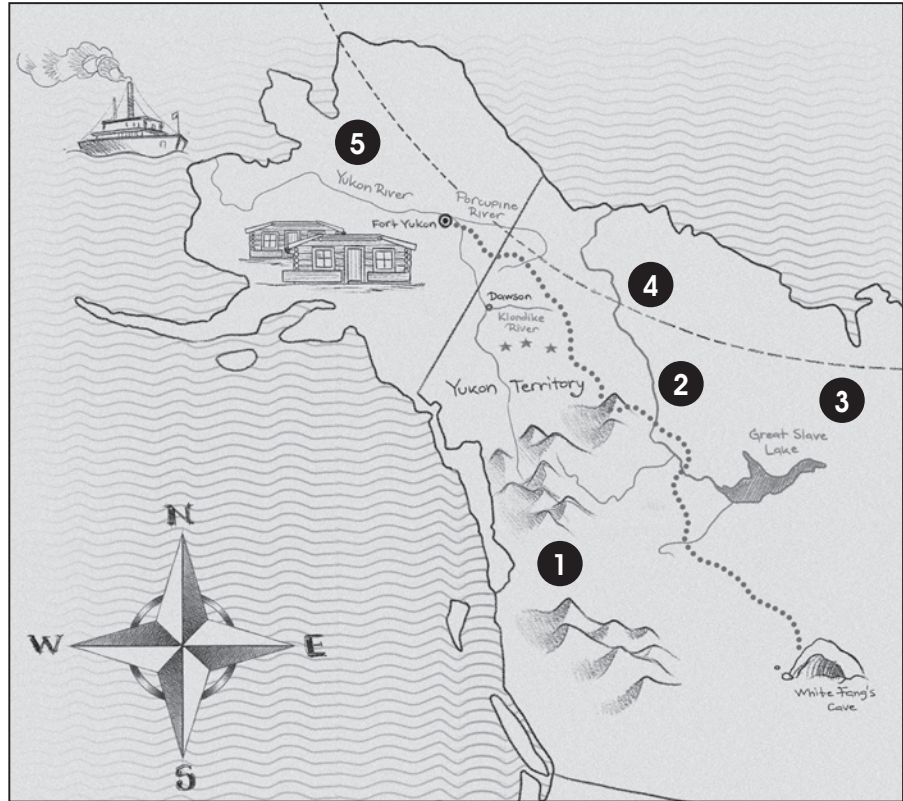 5
Yukon River
Porcupine
River
Fort Yukon
4
Dawson
Klondike
River
2
3
Yukon Territory
Great Slave
Lake
N
1
W
E
White Fang's
Cave
S